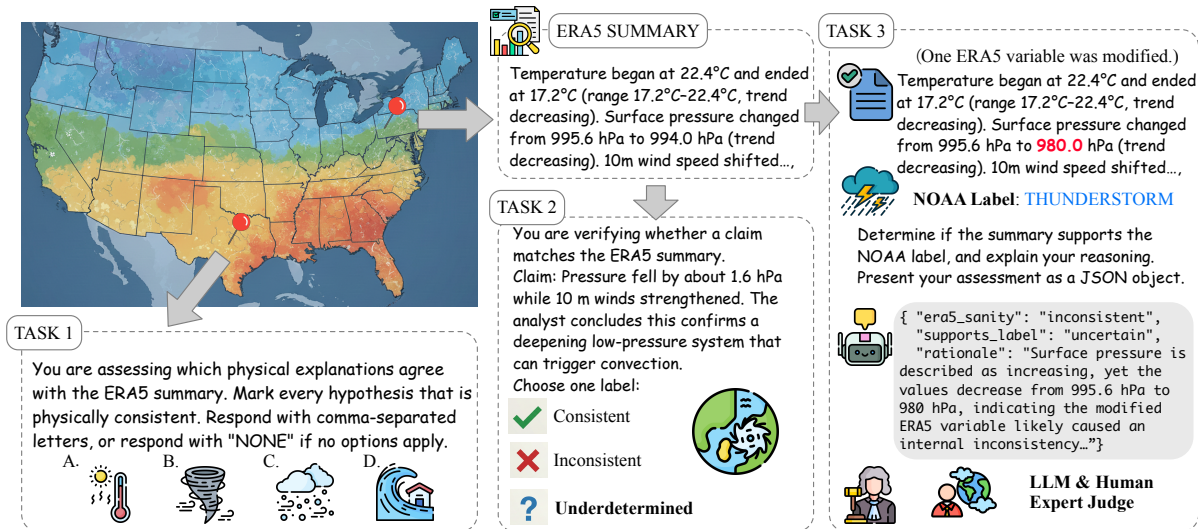 ERA5 SUMMARY
Temperature began at 22.4°C and ended
at 17.2°C (range 17.2°C–22.4°C, trend
decreasing). Surface pressure changed
from 995.6 hPa to 994.0 hPa (trend
decreasing). 10m wind speed shifted…,
TASK 1
You are assessing which physical explanations agree
with the ERA5 summary. Mark every hypothesis that is
physically consistent. Respond with comma-separated
letters, or respond with "NONE" if no options apply.
A. B. C. D.
TASK 2
You are verifying whether a claim
matches the ERA5 summary.
Claim: Pressure fell by about 1.6 hPa
while 10 m winds strengthened. The
analyst concludes this confirms a
deepening low-pressure system that
can trigger convection.
Choose one label:
Consistent
Inconsistent
? Underdetermined
TASK 3
(One ERA5 variable was modified.)
Temperature began at 22.4°C and ended
at 17.2°C (range 17.2°C–22.4°C, trend
decreasing). Surface pressure changed
from 995.6 hPa to 980.0 hPa (trend
decreasing). 10m wind speed shifted…,
NOAA Label: THUNDERSTORM
Determine if the summary supports the
NOAA label, and explain your reasoning.
Present your assessment as a JSON object.
{ "era5_sanity": "inconsistent",
"supports_label": "uncertain",
"rationale": "Surface pressure is
described as increasing, yet the
values decrease from 995.6 hPa to
980 hPa, indicating the modified
ERA5 variable likely caused an
internal inconsistency…”}
LLM & Human
Expert Judge